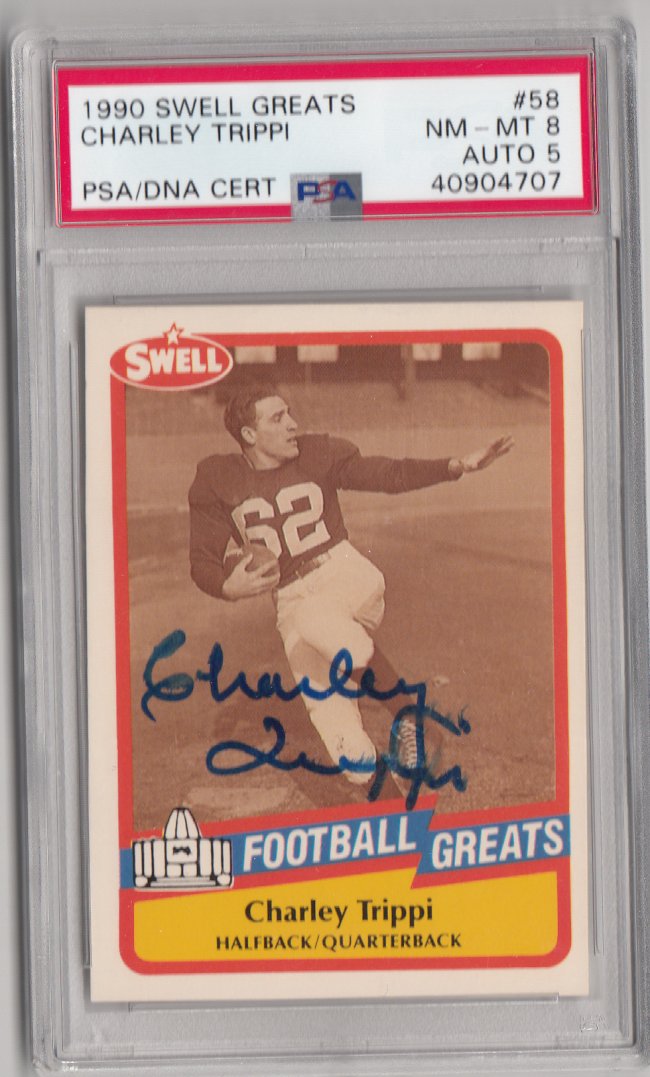 1990 SWELL GREATS #58
CHARLEY TRIPPI NM - MT 8
AUTO 5
PSA/DNA CERT PSA 40904707
SWELL
62
Charley
Trippi
FOOTBALL GREATS
Charley Trippi
HALFBACK/QUARTERBACK